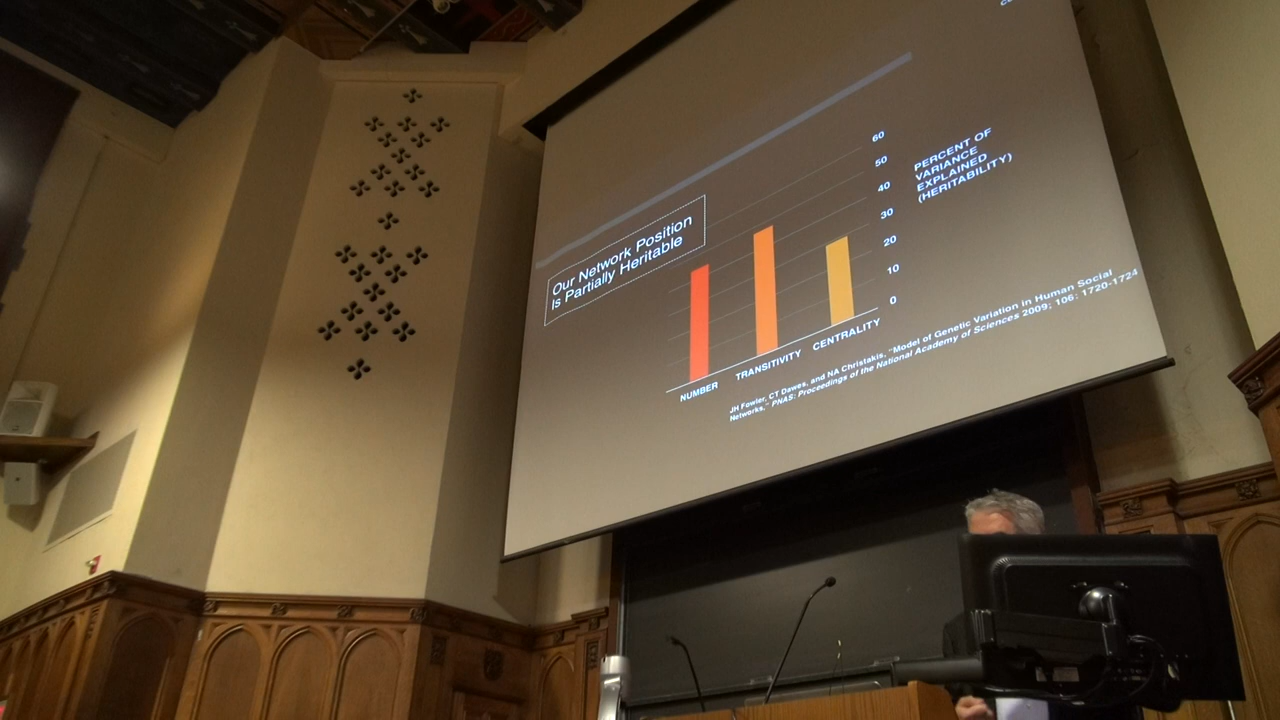 Our Network Position
Is Partially Heritable
60
50
40
30
20
10
0
PERCENT OF
VARIANCE
EXPLAINED
(HERITABILITY)
NUMBER
TRANSITIVITY
CENTRALITY
JH Fowler, CT Dawes, and NA Christakis, "Model of Genetic Variation in Human Social
Networks," PNAS: Proceedings of the National Academy of Sciences 2009; 106: 1720-1724